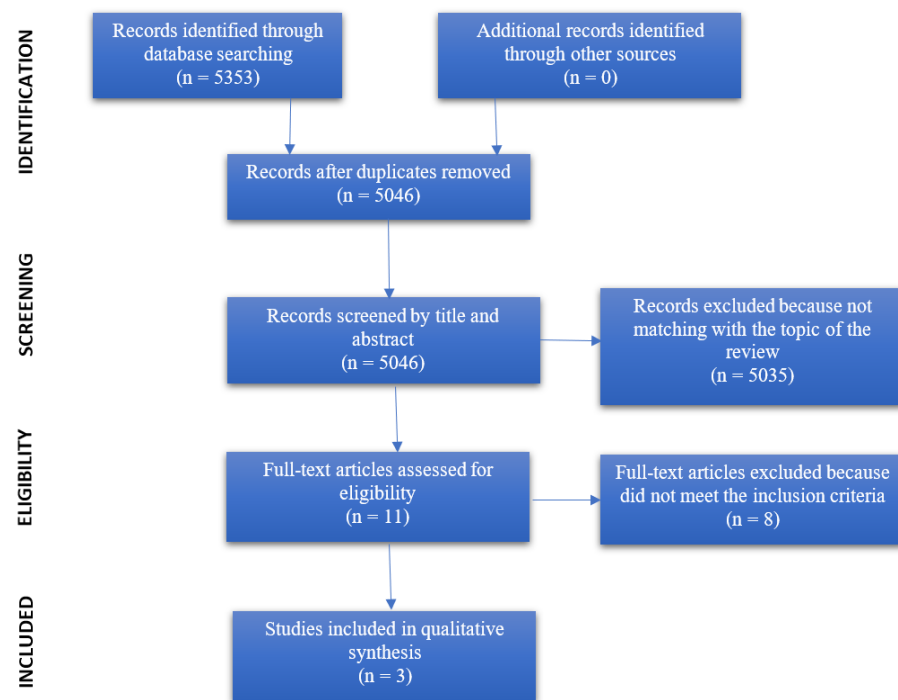 IDENTIFICATION
Records identified through
database searching
(n = 5353)
Additional records identified
through other sources
(n = 0)
Records after duplicates removed
(n = 5046)
SCREENING
Records screened by title and
abstract
(n = 5046)
Records excluded because not
matching with the topic of the
review
(n = 5035)
ELIGIBILITY
Full-text articles assessed for
eligibility
(n = 11)
Full-text articles excluded because
did not meet the inclusion criteria
(n = 8)
INCLUDED
Studies included in qualitative
synthesis
(n = 3)